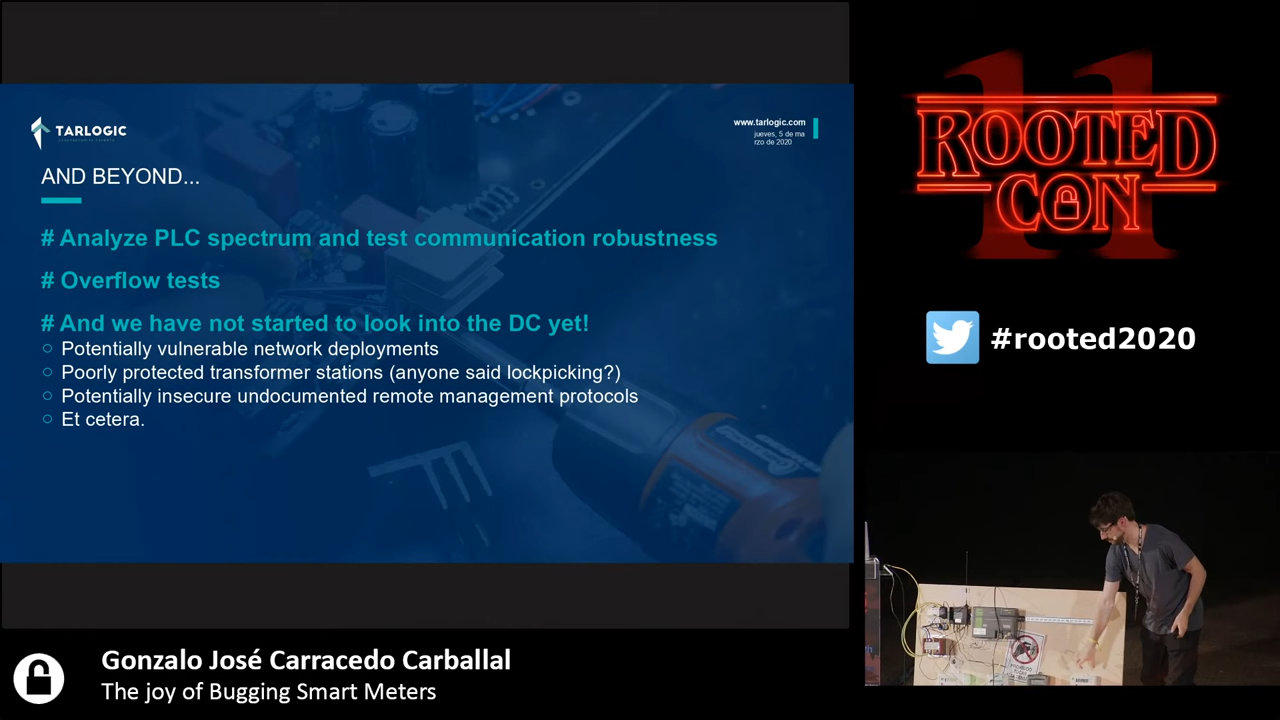 TARLOGIC
www.tarlogic.com
jueves, 5 de ma
rzo de 2020
AND BEYOND...
# Analyze PLC spectrum and test communication robustness
# Overflow tests
# And we have not started to look into the DC yet!
○ Potentially vulnerable network deployments
○ Poorly protected transformer stations (anyone said lockpicking?)
○ Potentially insecure undocumented remote management protocols
○ Et cetera.
11
ROOTED
CON
#rooted2020
Gonzalo José Carracedo Carballal
The joy of Bugging Smart Meters